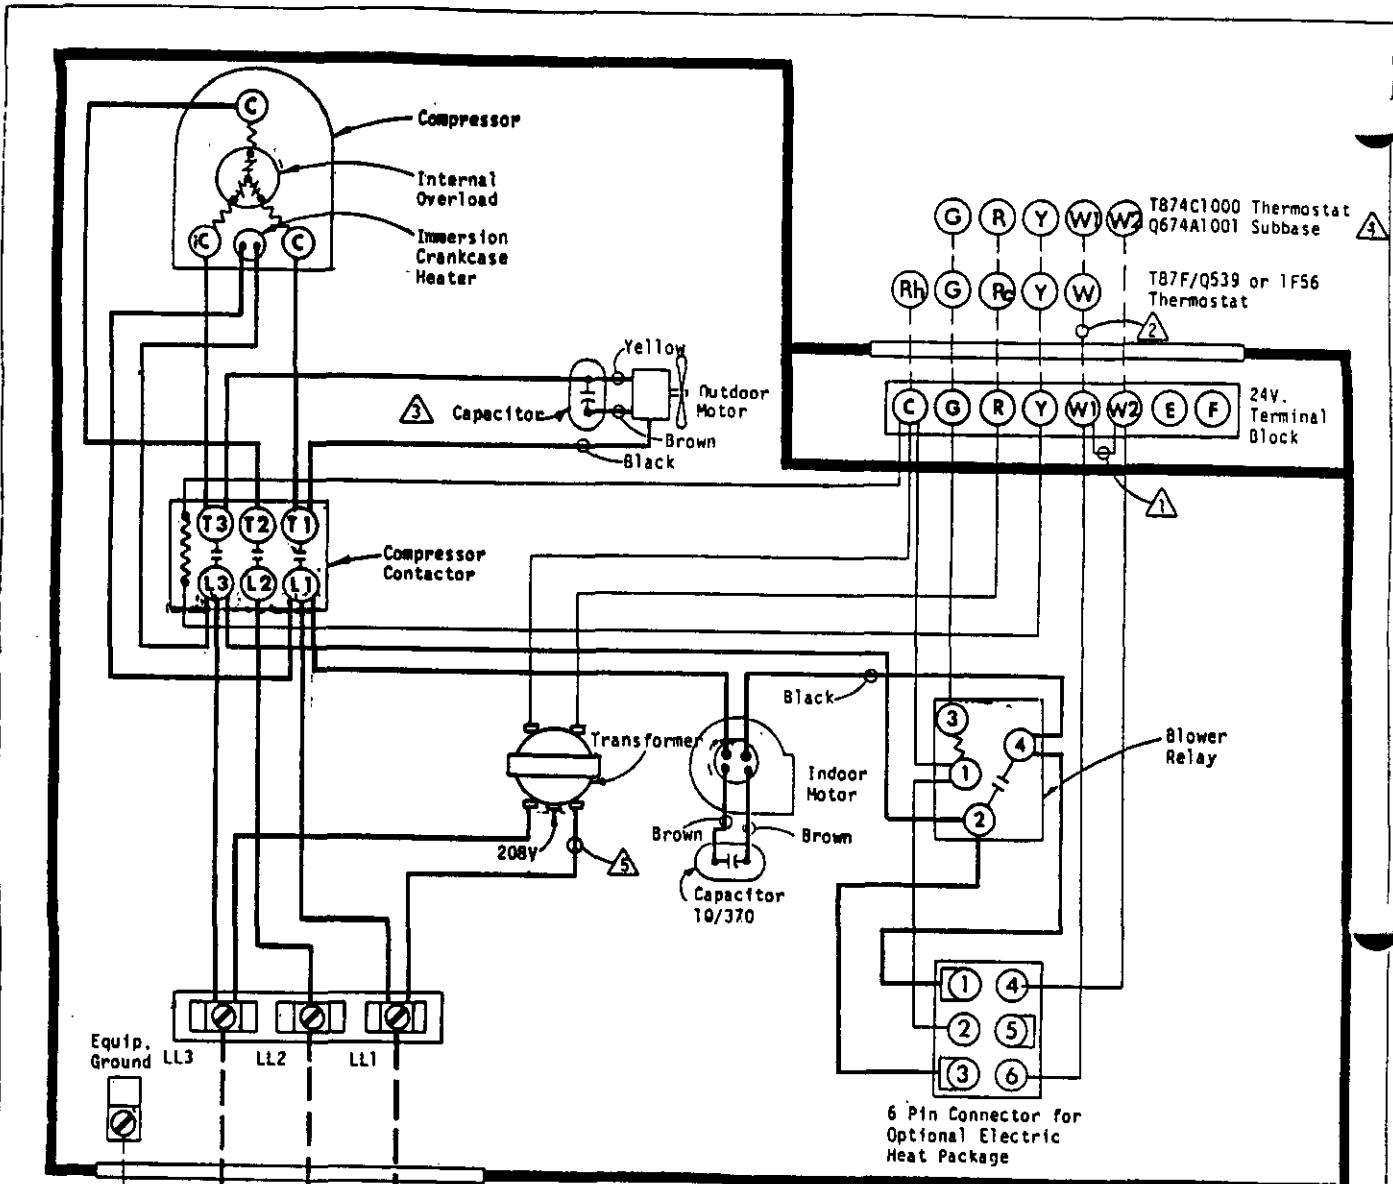 C
Compressor
Internal
Overload
Immersion
Crankcase
Heater
C C
G R Y W1 W2
T874C1000 Thermostat
Q674A1001 Subbase
Rh G Rc Y W
T87F/Q539 or 1F56
Thermostat
2
Yellow
3
Capacitor
Outdoor
Motor
Brown
Black
C G R Y W1 W2 E F
24V.
Terminal
Block
1
T3 T2 T1
Compressor
Contactor
L3 L2 L1
Black
3
4
1
2
Blower
Relay
Transformer
Indoor
Motor
Brown
Brown
208V
5
Capacitor
10/370
1 4
2 5
3 6
Equip.
Ground
LL3 LL2 LL1
6 Pin Connector for
Optional Electric
Heat Package